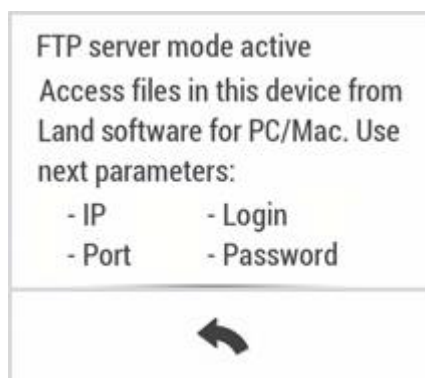 FTP server mode active
Access files in this device from
Land software for PC/Mac. Use
next parameters:
- IP - Login
- Port - Password